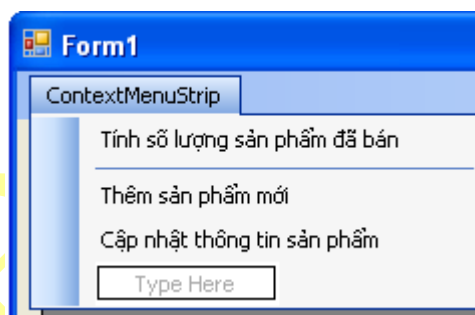 Form1
ContextMenuStrip
Tính số lượng sản phẩm đã bán
Thêm sản phẩm mới
Cập nhật thông tin sản phẩm
Type Here